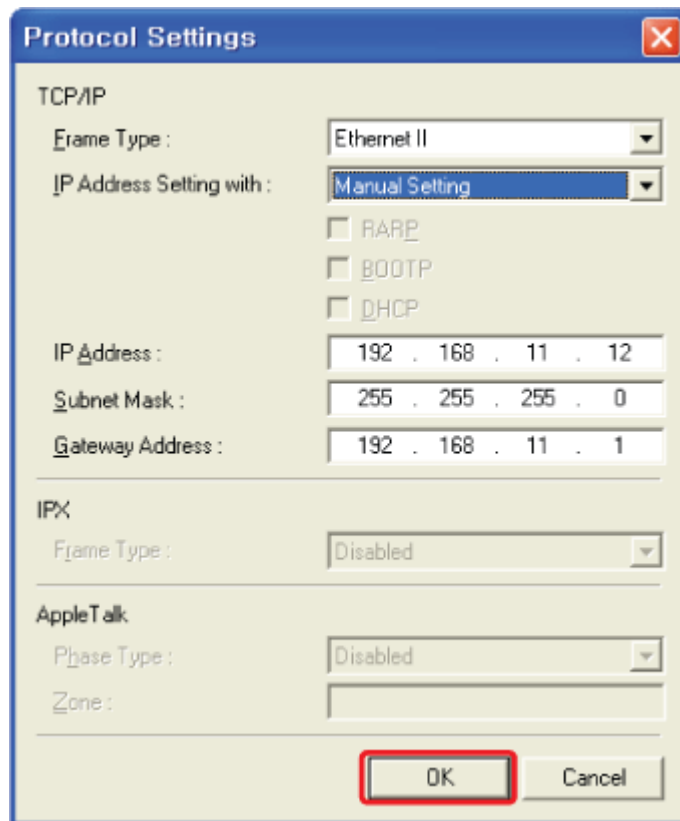 Protocol Settings
TCP/IP
Frame Type : Ethernet II
IP Address Setting with : Manual Setting
RARP
BOOTP
DHCP
IP Address : 192 . 168 . 11 . 12
Subnet Mask : 255 . 255 . 255 . 0
Gateway Address : 192 . 168 . 11 . 1
IPX
Frame Type : Disabled
AppleTalk
Phase Type : Disabled
Zone :
OK Cancel